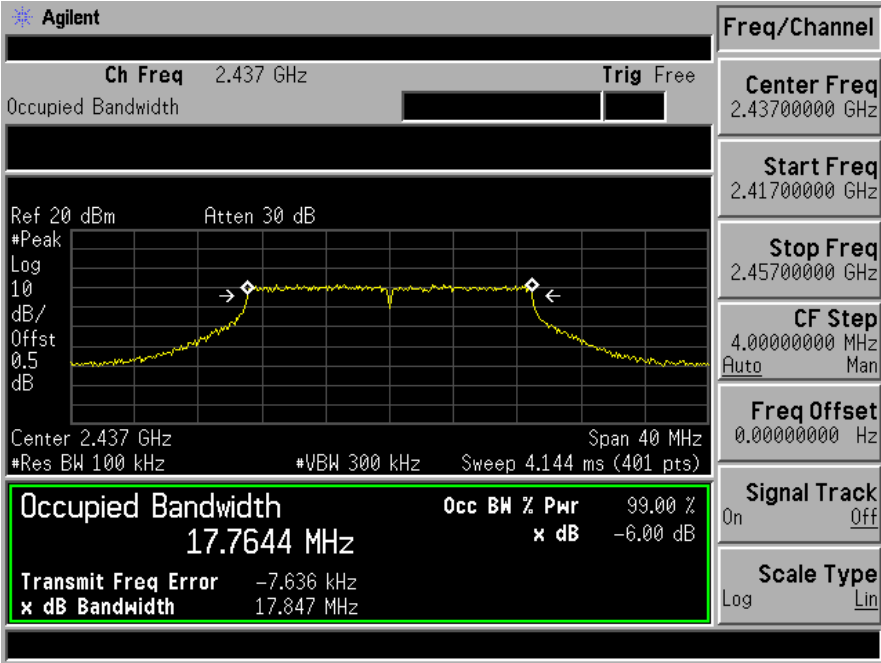 Agilent
Ch Freq 2.437 GHz Trig Free
Occupied Bandwidth
Ref 20 dBm Atten 30 dB
#Peak
Log
10
dB/
Offst
0.5
dB
Center 2.437 GHz Span 40 MHz
#Res BW 100 kHz #VBW 300 kHz Sweep 4.144 ms (401 pts)
Occupied Bandwidth
17.7644 MHz
Occ BW % Pwr 99.00 %
x dB -6.00 dB
Transmit Freq Error -7.636 kHz
x dB Bandwidth 17.847 MHz
Freq/Channel
Center Freq
2.43700000 GHz
Start Freq
2.41700000 GHz
Stop Freq
2.45700000 GHz
CF Step
4.00000000 MHz
Auto Man
Freq Offset
0.00000000 Hz
Signal Track
On Off
Scale Type
Log Lin